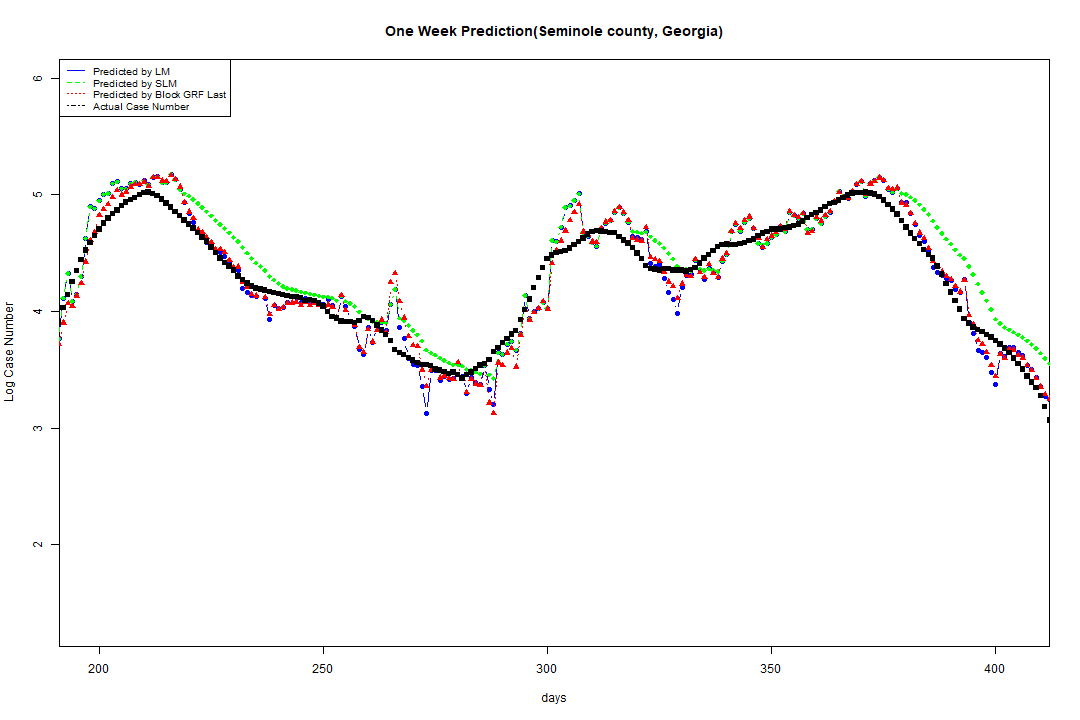 One Week Prediction(Seminole county, Georgia)
Predicted by LM
Predicted by SLM
Predicted by Block GRF Last
Actual Case Number
6
5
4
3
2
Log Case Number
200
250
300
350
400
days